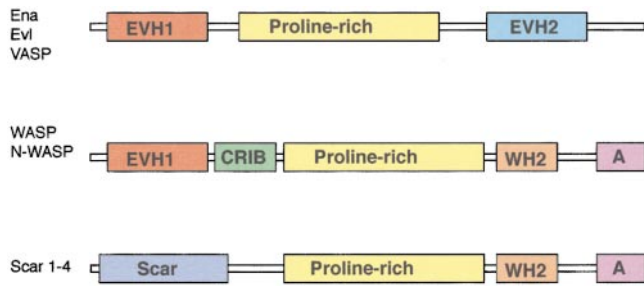 Ena
Evl
VASP
EVH1 Proline-rich EVH2
WASP
N-WASP
EVH1 CRIB Proline-rich WH2 A
Scar 1-4
Scar Proline-rich WH2 A